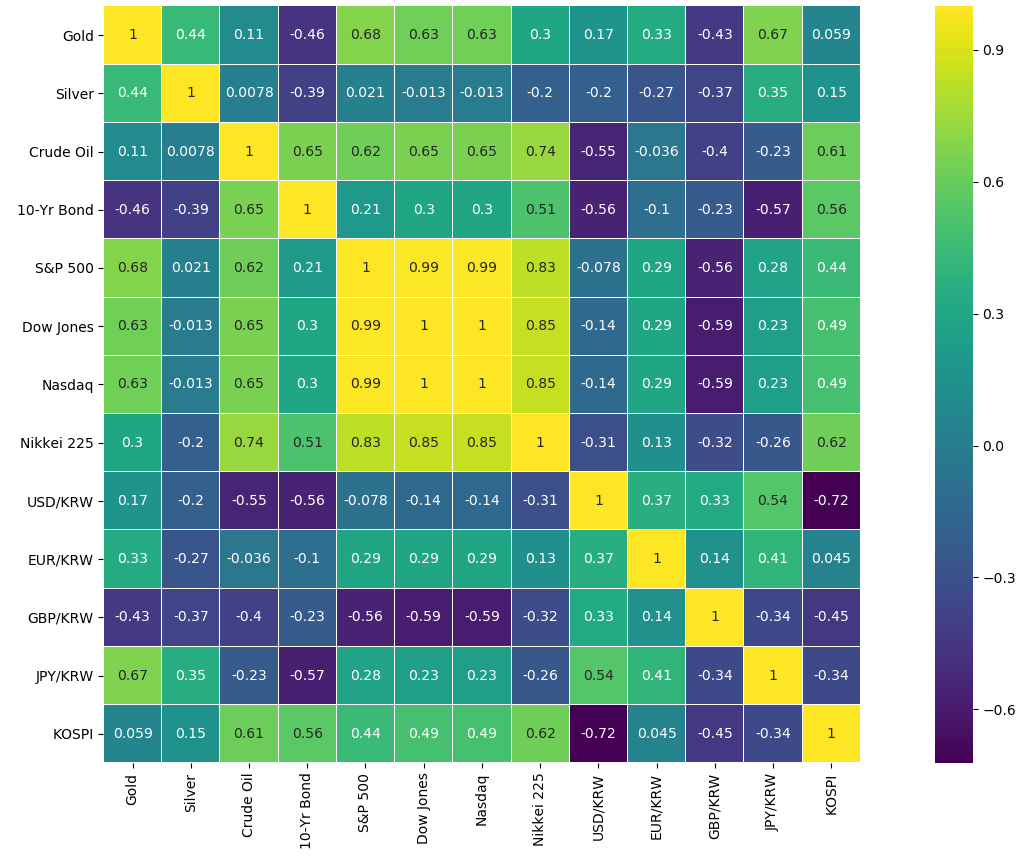 Gold 1 0.44 0.11 -0.46 0.68 0.63 0.63 0.3 0.17 0.33 -0.43 0.67 0.059
Silver 0.44 1 0.0078 -0.39 0.021 -0.013 -0.013 -0.2 -0.2 -0.27 -0.37 0.35 0.15
Crude Oil 0.11 0.0078 1 0.65 0.62 0.65 0.65 0.74 -0.55 -0.036 -0.4 -0.23 0.61
10-Yr Bond -0.46 -0.39 0.65 1 0.21 0.3 0.3 0.51 -0.56 -0.1 -0.23 -0.57 0.56
S&P 500 0.68 0.021 0.62 0.21 1 0.99 0.99 0.83 -0.078 0.29 -0.56 0.28 0.44
Dow Jones 0.63 -0.013 0.65 0.3 0.99 1 1 0.85 -0.14 0.29 -0.59 0.23 0.49
Nasdaq 0.63 -0.013 0.65 0.3 0.99 1 1 0.85 -0.14 0.29 -0.59 0.23 0.49
Nikkei 225 0.3 -0.2 0.74 0.51 0.83 0.85 0.85 1 -0.31 0.13 -0.32 -0.26 0.62
USD/KRW 0.17 -0.2 -0.55 -0.56 -0.078 -0.14 -0.14 -0.31 1 0.37 0.33 0.54 -0.72
EUR/KRW 0.33 -0.27 -0.036 -0.1 0.29 0.29 0.29 0.13 0.37 1 0.14 0.41 0.045
GBP/KRW -0.43 -0.37 -0.4 -0.23 -0.56 -0.59 -0.59 -0.32 0.33 0.14 1 -0.34 -0.45
JPY/KRW 0.67 0.35 -0.23 -0.57 0.28 0.23 0.23 -0.26 0.54 0.41 -0.34 1 -0.34
KOSPI 0.059 0.15 0.61 0.56 0.44 0.49 0.49 0.62 -0.72 0.045 -0.45 -0.34 1
Gold
Silver
Crude Oil
10-Yr Bond
S&P 500
Dow Jones
Nasdaq
Nikkei 225
USD/KRW
EUR/KRW
GBP/KRW
JPY/KRW
KOSPI
0.9
0.6
0.3
0.0
−0.3
−0.6